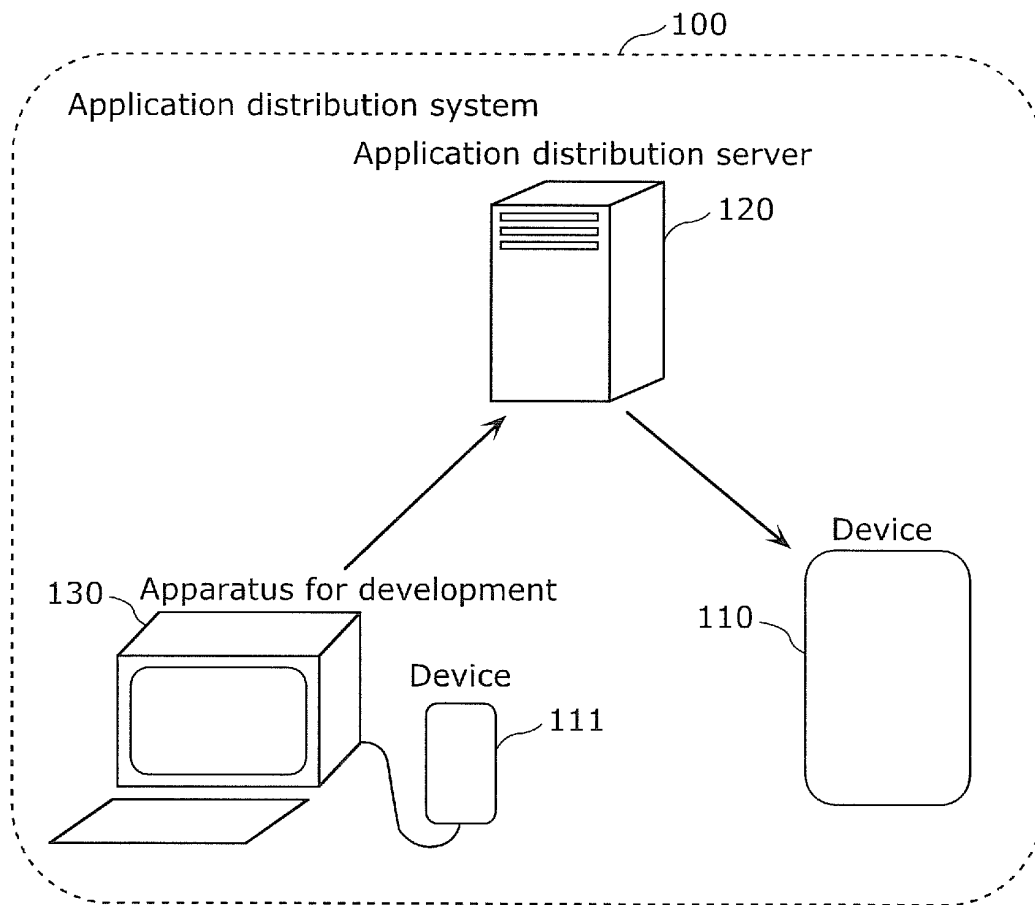 100
Application distribution system
Application distribution server
120
Device
110
Apparatus for development
130
Device
111